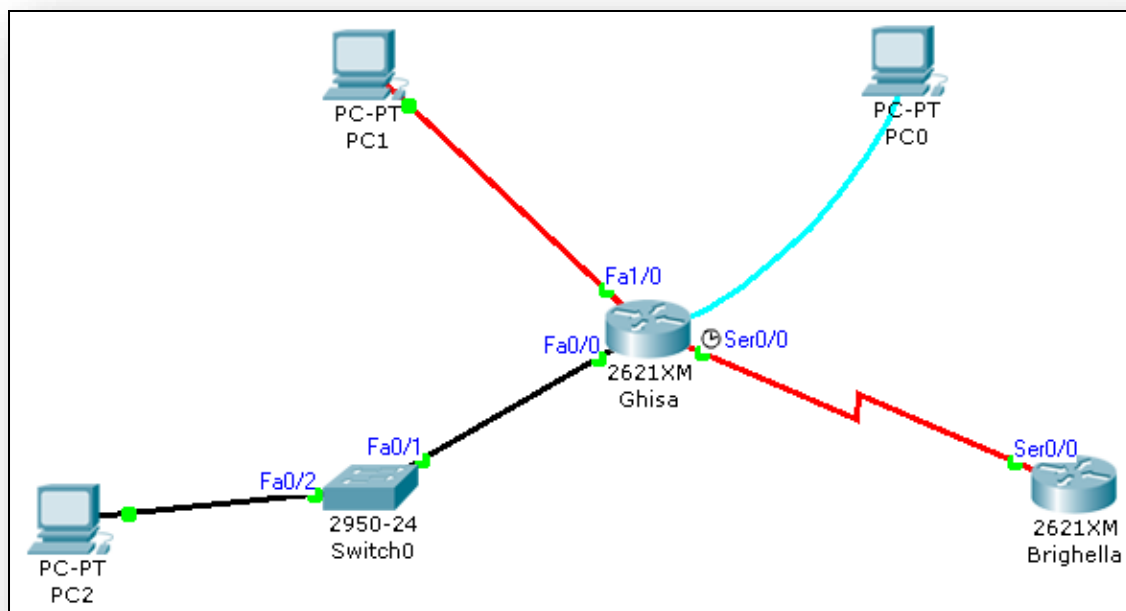 PC-PT
PC1
PC-PT
PC0
Fa1/0
Fa0/0
Ser0/0
2621XM
Ghisa
Fa0/1
Fa0/2
2950-24
Switch0
Ser0/0
2621XM
Brighella
PC-PT
PC2